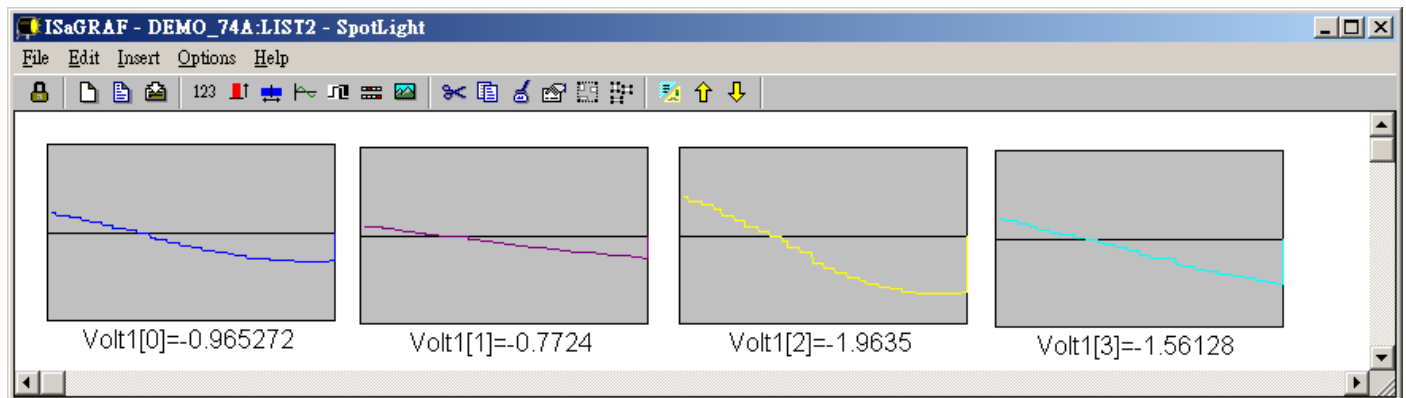 ISaGRAF - DEMO_74A:LIST2 - SpotLight
File Edit Insert Options Help
123
Volt1[0]=-0.965272
Volt1[1]=-0.7724
Volt1[2]=-1.9635
Volt1[3]=-1.56128